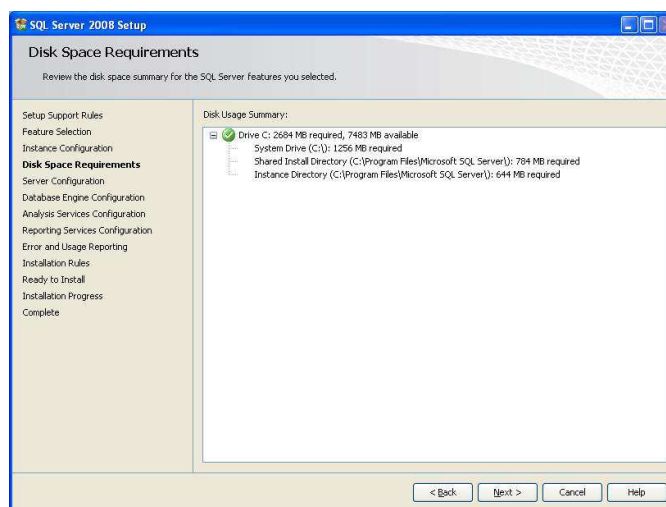 SQL Server 2008 Setup
Disk Space Requirements
Review the disk space summary for the SQL Server features you selected.
Setup Support Rules
Feature Selection
Instance Configuration
Disk Space Requirements
Server Configuration
Database Engine Configuration
Analysis Services Configuration
Reporting Services Configuration
Error and Usage Reporting
Installation Rules
Ready to Install
Installation Progress
Complete
Disk Usage Summary:
Drive C: 2684 MB required, 7483 MB available
System Drive (C:\): 1256 MB required
Shared Install Directory (C:\Program Files\Microsoft SQL Server\): 784 MB required
Instance Directory (C:\Program Files\Microsoft SQL Server\): 644 MB required
< Back
Next >
Cancel
Help